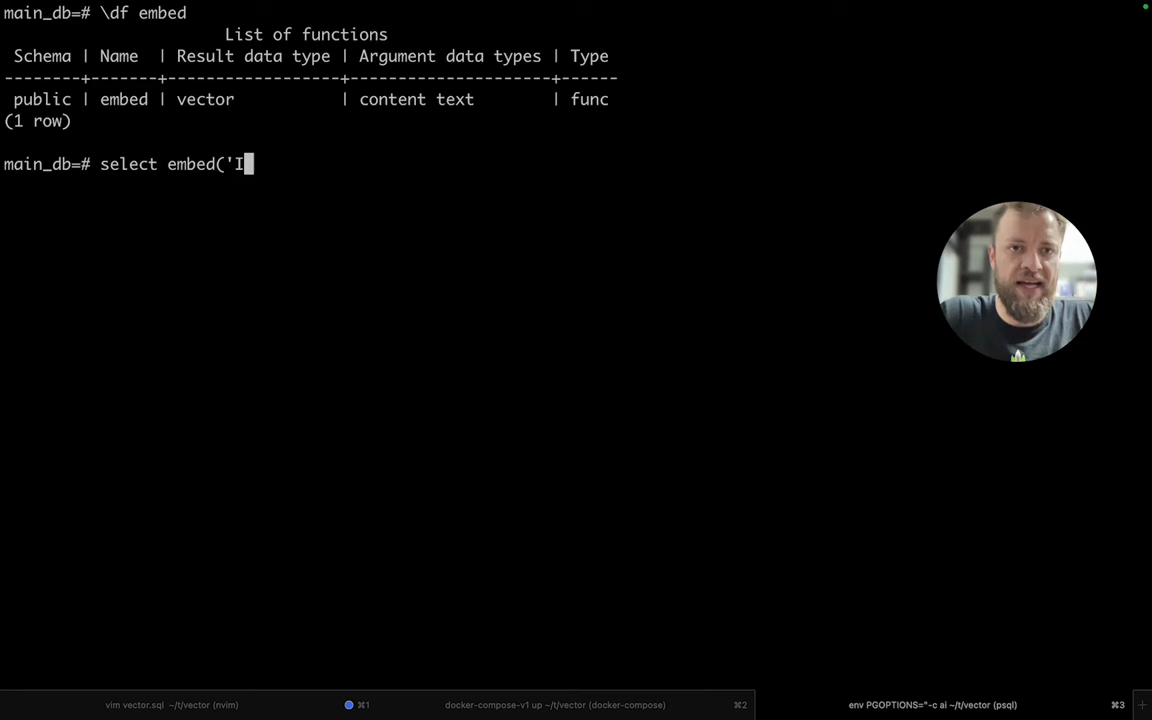 main_db=# \df embed
List of functions
Schema | Name | Result data type | Argument data types | Type
--------+-------+------------------+---------------------+------
public | embed | vector | content text | func
(1 row)
main_db=# select embed('I
vim vector.sql ~/t/vector (nvim) ⌘1 docker-compose-v1 up ~/t/vector (docker-compose) ⌘2 env PGOPTIONS="-c ai ~/t/vector (psql) ⌘3 +